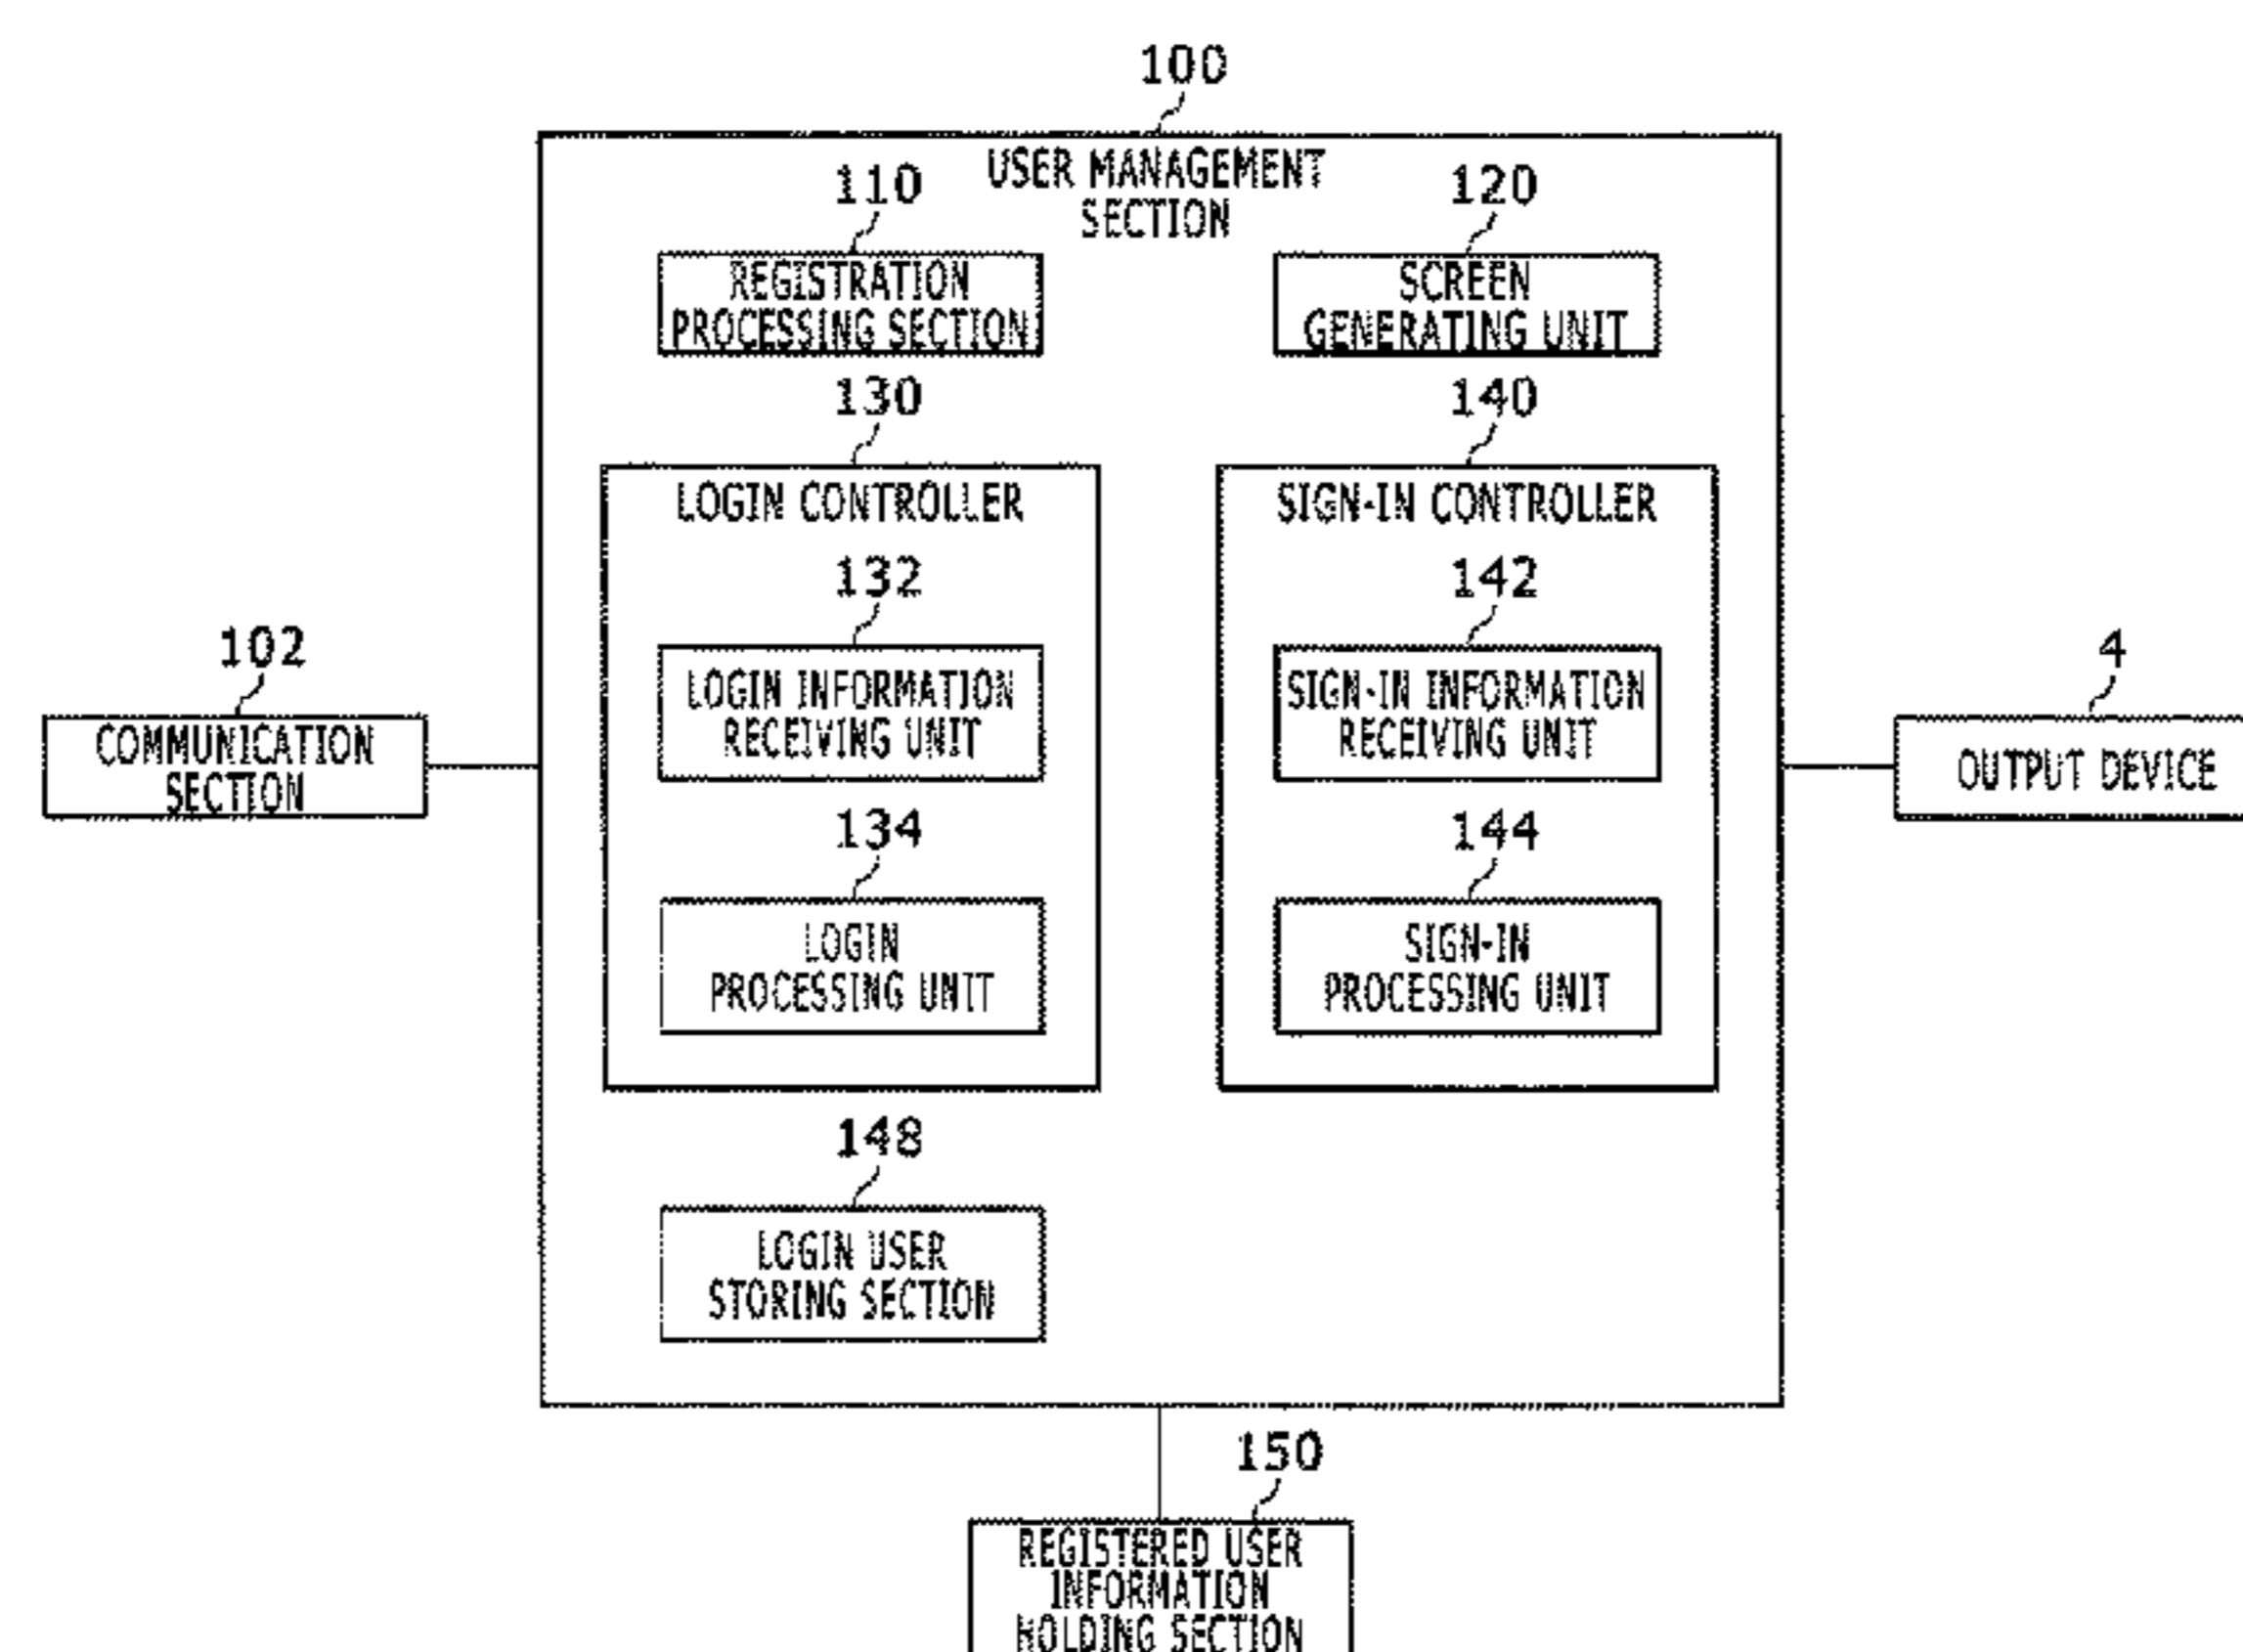 100
USER MANAGEMENT
SECTION
110
REGISTRATION
PROCESSING SECTION
120
SCREEN
GENERATING UNIT
130
LOGIN CONTROLLER
132
LOGIN INFORMATION
RECEIVING UNIT
134
LOGIN
PROCESSING UNIT
140
SIGN-IN CONTROLLER
142
SIGN-IN INFORMATION
RECEIVING UNIT
144
SIGN-IN
PROCESSING UNIT
102
COMMUNICATION
SECTION
4
OUTPUT DEVICE
148
LOGIN USER
STORING SECTION
150
REGISTERED USER
INFORMATION
HOLDING SECTION